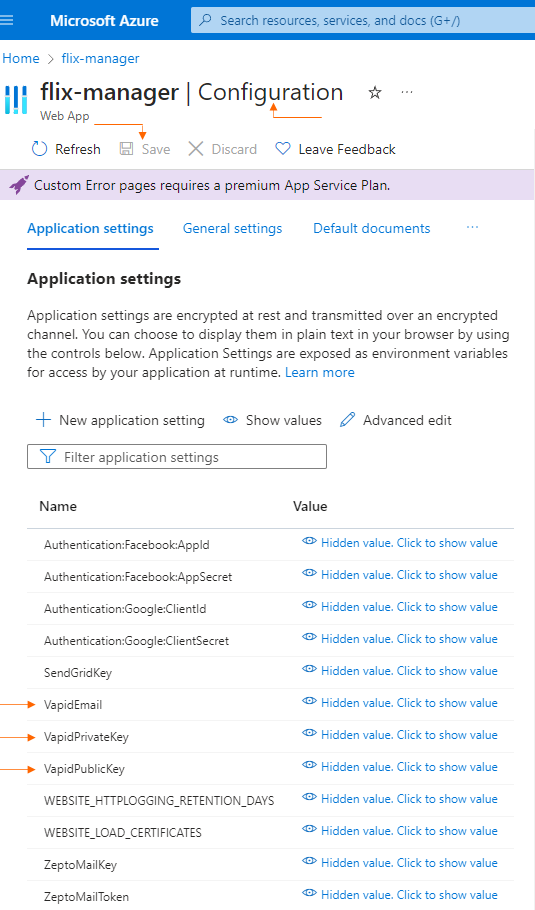 Microsoft Azure
Search resources, services, and docs (G+/)
Home > flix-manager
flix-manager | Configuration
Web App
Refresh Save Discard Leave Feedback
Custom Error pages requires a premium App Service Plan.
Application settings General settings Default documents
Application settings
Application settings are encrypted at rest and transmitted over an encrypted
channel. You can choose to display them in plain text in your browser by using
the controls below. Application Settings are exposed as environment variables
for access by your application at runtime. Learn more
New application setting Show values Advanced edit
Filter application settings
Name Value
Authentication:Facebook:AppId Hidden value. Click to show value
Authentication:Facebook:AppSecret Hidden value. Click to show value
Authentication:Google:ClientId Hidden value. Click to show value
Authentication:Google:ClientSecret Hidden value. Click to show value
SendGridKey Hidden value. Click to show value
VapidEmail Hidden value. Click to show value
VapidPrivateKey Hidden value. Click to show value
VapidPublicKey Hidden value. Click to show value
WEBSITE_HTTPLOGGING_RETENTION_DAYS Hidden value. Click to show value
WEBSITE_LOAD_CERTIFICATES Hidden value. Click to show value
ZeptoMailKey Hidden value. Click to show value
ZeptoMailToken Hidden value. Click to show value